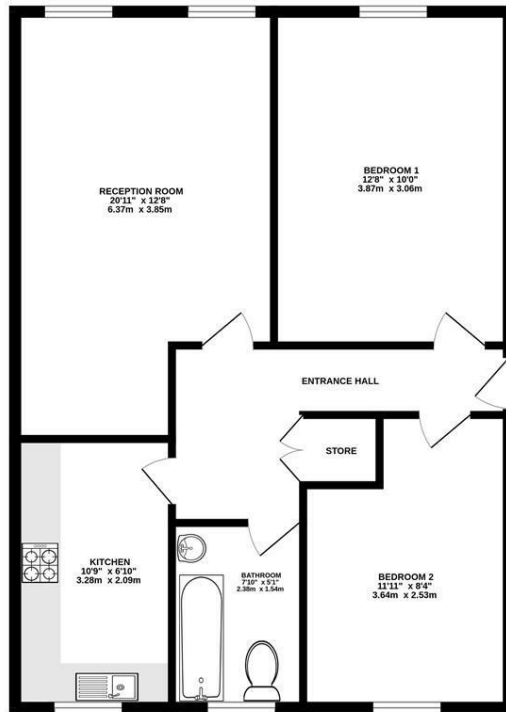 RECEPTION ROOM
20'11" x 12'8"
6.37m x 3.85m
BEDROOM 1
12'8" x 10'0"
3.87m x 3.06m
ENTRANCE HALL
STORE
KITCHEN
10'9" x 6'10"
3.28m x 2.09m
BATHROOM
7'10" x 5'1"
2.38m x 1.54m
BEDROOM 2
11'11" x 8'4"
3.64m x 2.53m